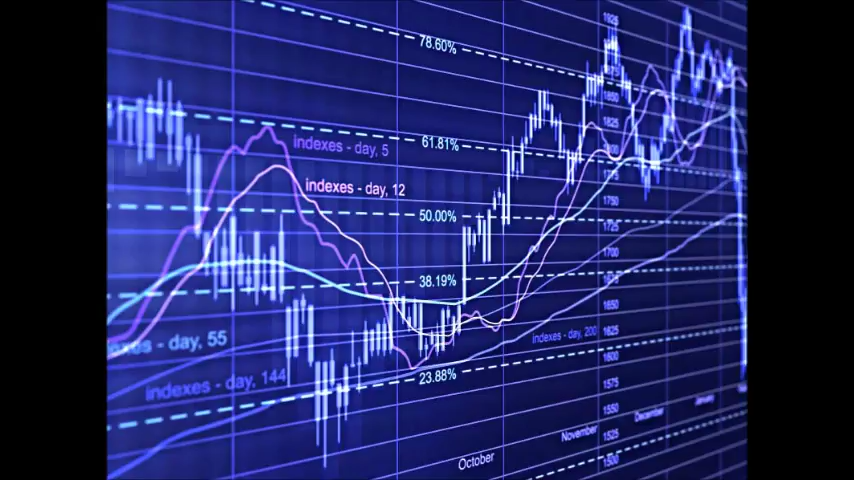 78.60%
indexes - day, 5
61.81%
indexes - day, 12
50.00%
38.19%
indexes - day, 55
indexes - day, 200
indexes - day, 144
23.88%
1925
1850
1825
1800
1775
1750
1725
1700
1675
1650
1625
1600
1575
1550
1525
1500
October
November
December
January